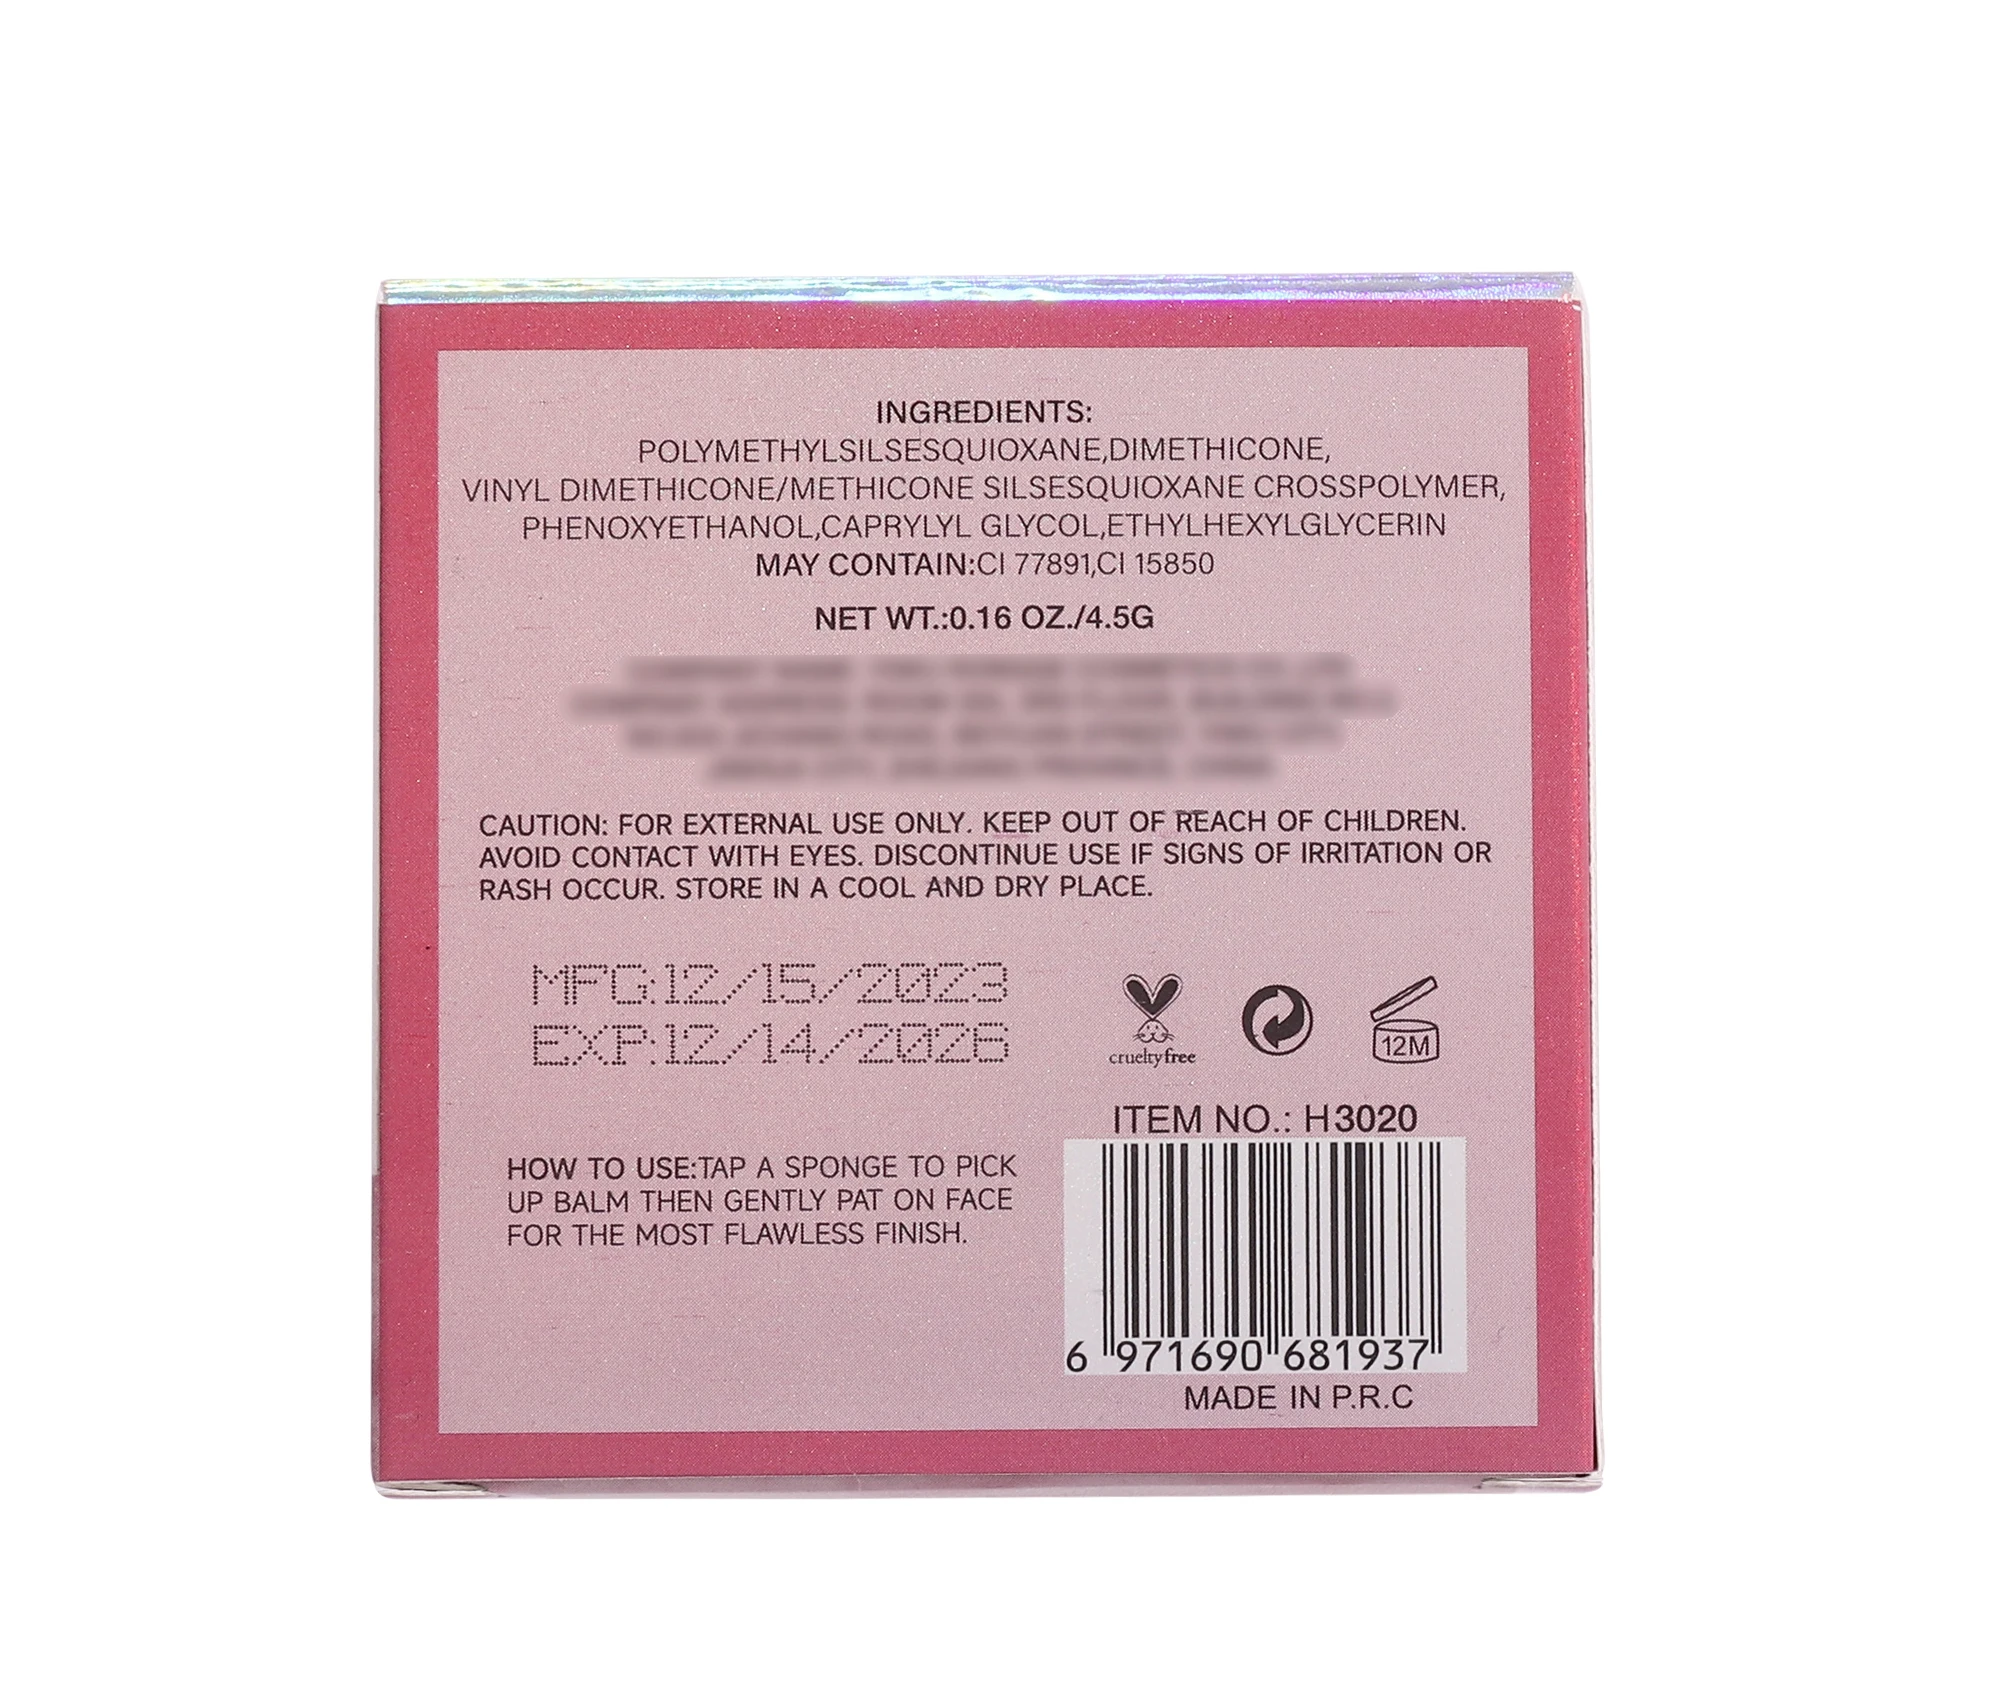 INGREDIENTS:
POLYMETHYLSILSESQUIOXANE,DIMETHICONE,
VINYL DIMETHICONE/METHICONE SILSESQUIOXANE CROSSPOLYMER,
PHENOXYETHANOL,CAPRYLYL GLYCOL,ETHYLHEXYLGLYCERIN
MAY CONTAIN:CI 77891,CI 15850
NET WT.:0.16 OZ./4.5G
CAUTION: FOR EXTERNAL USE ONLY. KEEP OUT OF REACH OF CHILDREN.
AVOID CONTACT WITH EYES. DISCONTINUE USE IF SIGNS OF IRRITATION OR
RASH OCCUR. STORE IN A COOL AND DRY PLACE.
MFG:12/15/2023
EXP:12/14/2026
crueltyfree
12M
ITEM NO.: H3020
HOW TO USE:TAP A SPONGE TO PICK
UP BALM THEN GENTLY PAT ON FACE
FOR THE MOST FLAWLESS FINISH.
6 971690 681937
MADE IN P.R.C